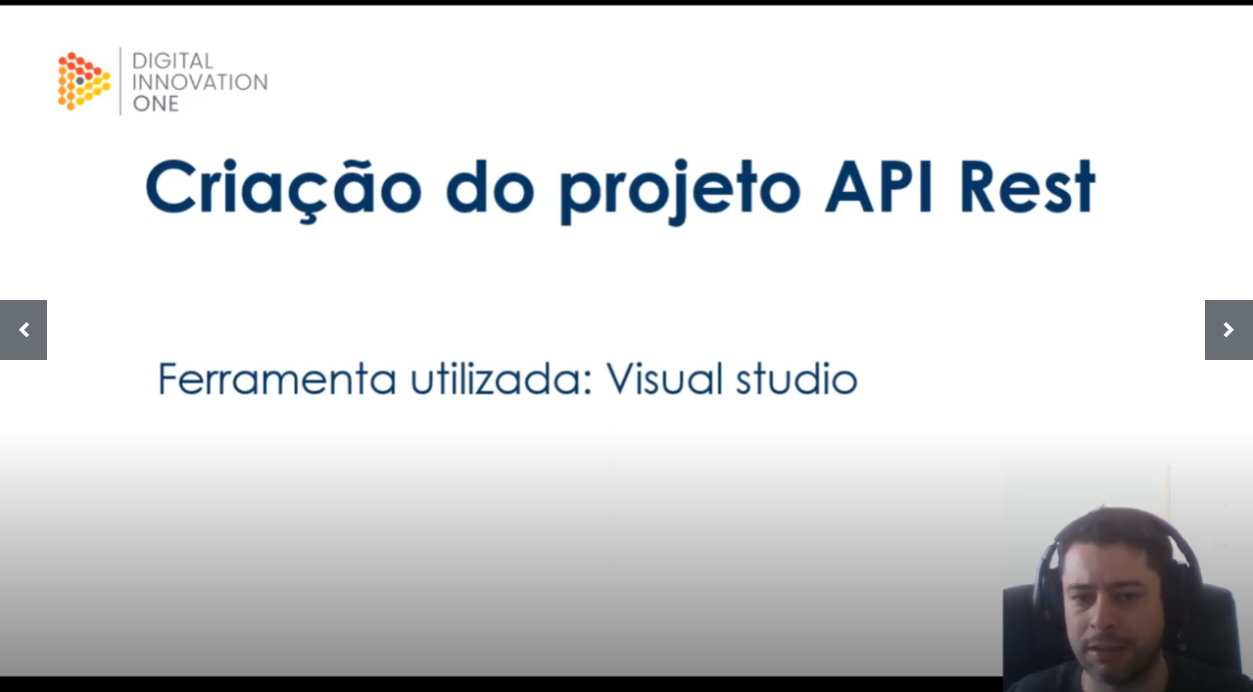 DIGITAL
INNOVATION
ONE
Criação do projeto API Rest
Ferramenta utilizada: Visual studio